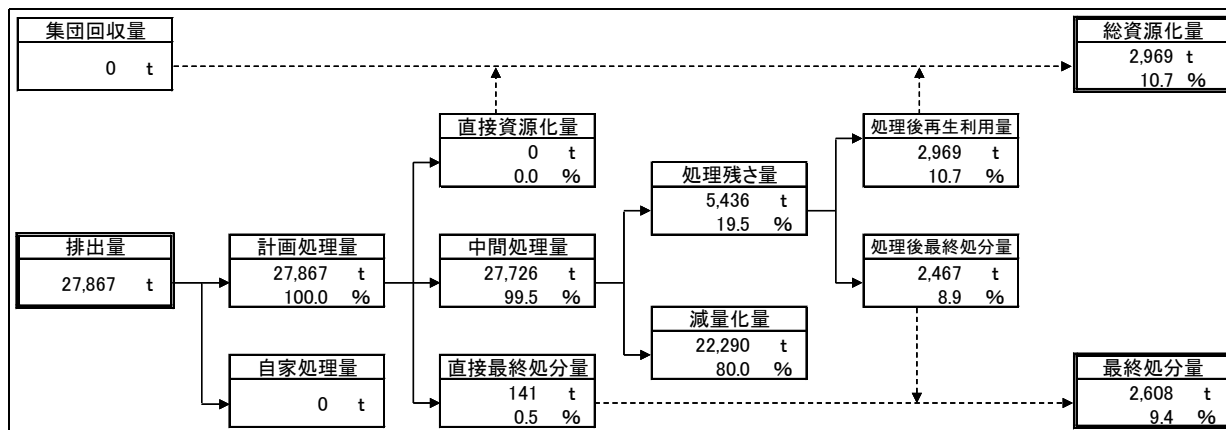 集団回収量
0 t
総資源化量
2,969 t
10.7 %
直接資源化量
0 t
0.0 %
処理後再生利用量
2,969 t
10.7 %
処理残さ量
5,436 t
19.5 %
排出量
27,867 t
計画処理量
27,867 t
100.0 %
中間処理量
27,726 t
99.5 %
処理後最終処分量
2,467 t
8.9 %
減量化量
22,290 t
80.0 %
自家処理量
0 t
直接最終処分量
141 t
0.5 %
最終処分量
2,608 t
9.4 %